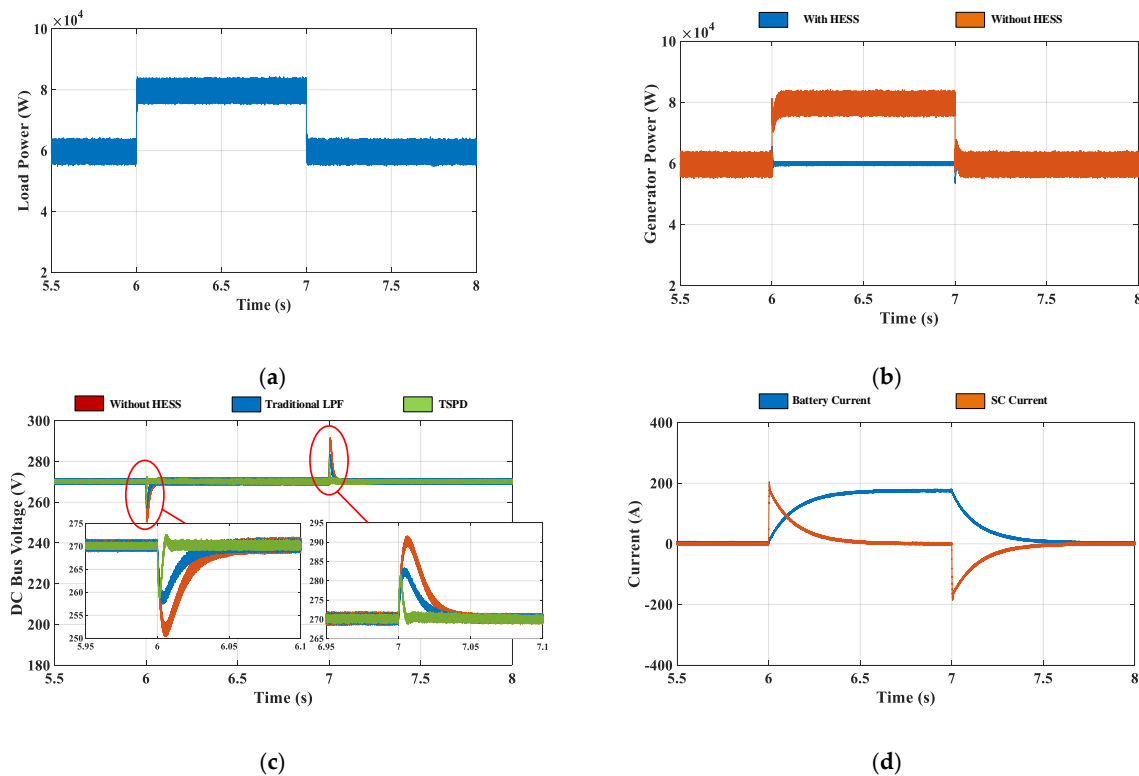 ×10⁴
10
8
6
4
2
5.5 6 6.5 7 7.5 8
Load Power (W)
Time (s)
(a)
With HESS Without HESS
×10⁴
10
8
6
4
2
5.5 6 6.5 7 7.5 8
Generator Power (W)
Time (s)
(b)
Without HESS Traditional LPF TSPD
300
280
260
240
220
200
180
5.5 6 6.5 7 7.5 8
DC Bus Voltage (V)
Time (s)
275
270
265
260
255
250
5.95 6 6.05 6.1
295
290
285
280
275
270
265
6.95 7 7.05 7.1
(c)
Battery Current SC Current
400
200
0
-200
-400
5.5 6 6.5 7 7.5 8
Current (A)
Time (s)
(d)